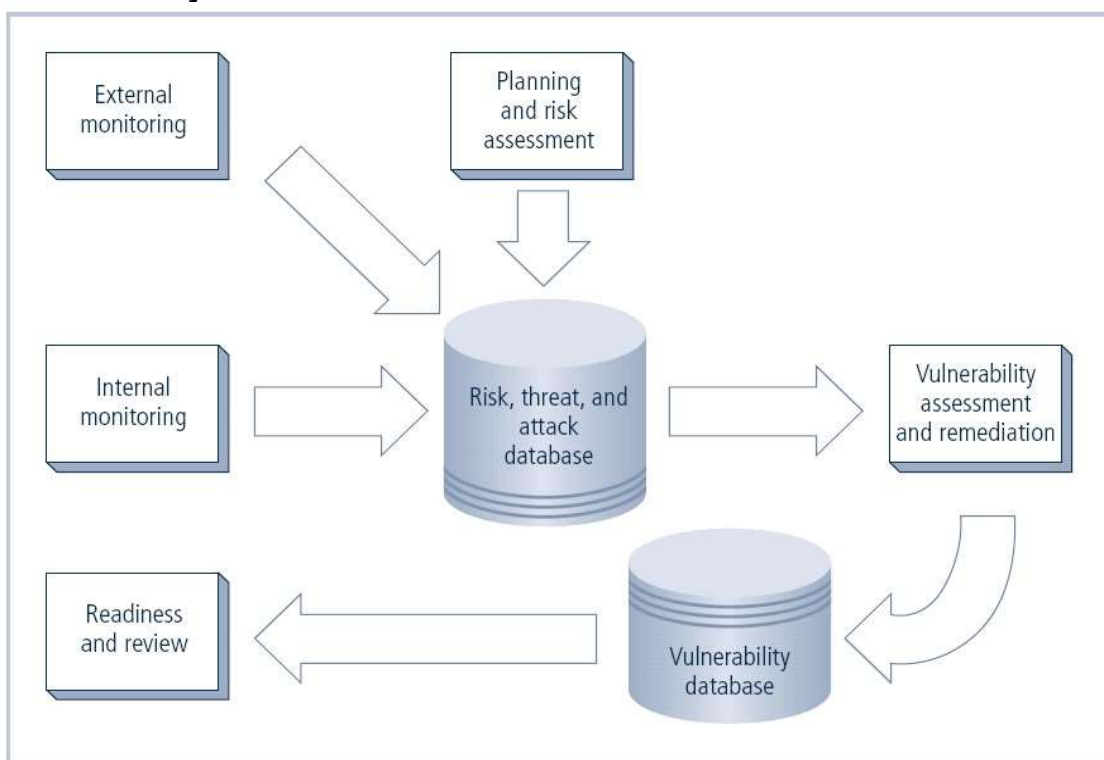 External
monitoring
Planning
and risk
assessment
Internal
monitoring
Risk, threat, and
attack
database
Vulnerability
assessment
and remediation
Readiness
and review
Vulnerability
database